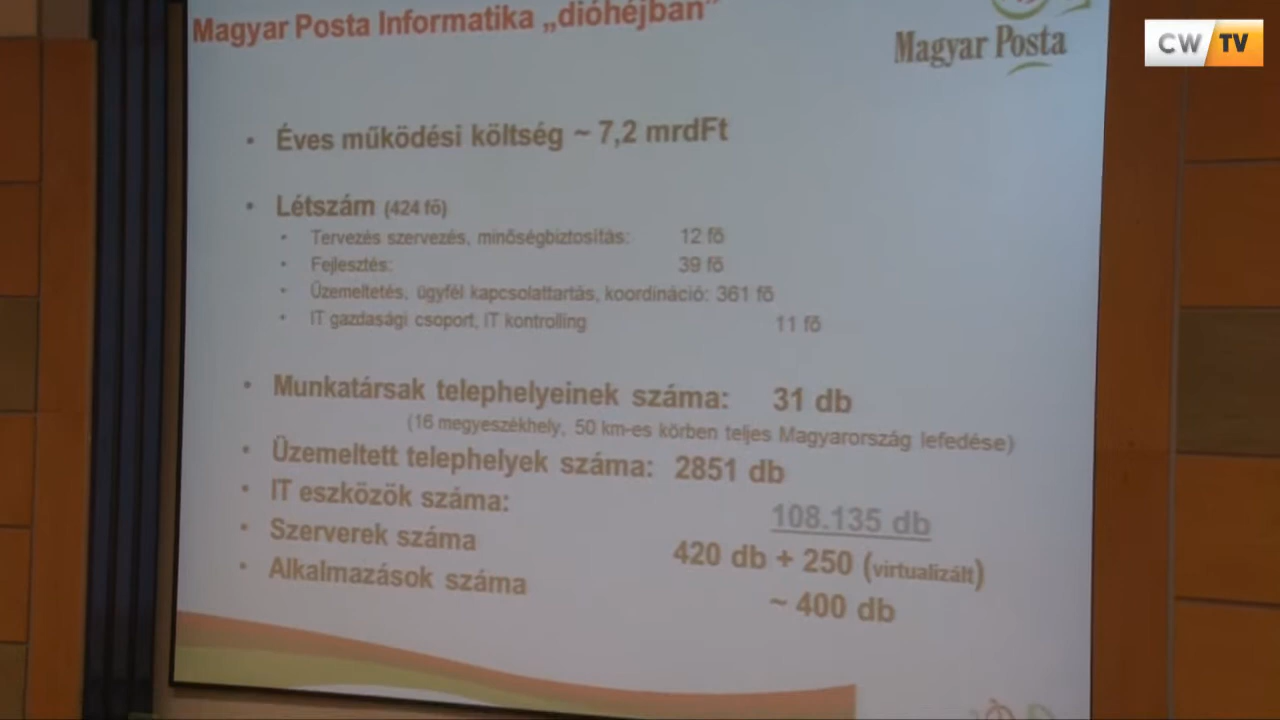 Magyar Posta Informatika „dióhéjban"
Magyar Posta
CW TV
• Éves működési költség ~ 7,2 mrdFt
• Létszám (424 fő)
• Tervezés szervezés, minőségbiztosítás: 12 fő
• Fejlesztés: 39 fő
• Üzemeltetés, ügyfél kapcsolattartás, koordináció: 361 fő
• IT gazdasági csoport, IT kontrolling 11 fő
• Munkatársak telephelyeinek száma: 31 db
(16 megyeszékhely, 50 km-es körben teljes Magyarország lefedése)
• Üzemeltett telephelyek száma: 2851 db
• IT eszközök száma: 108.135 db
• Szerverek száma 420 db + 250 (virtualizált)
• Alkalmazások száma ~ 400 db